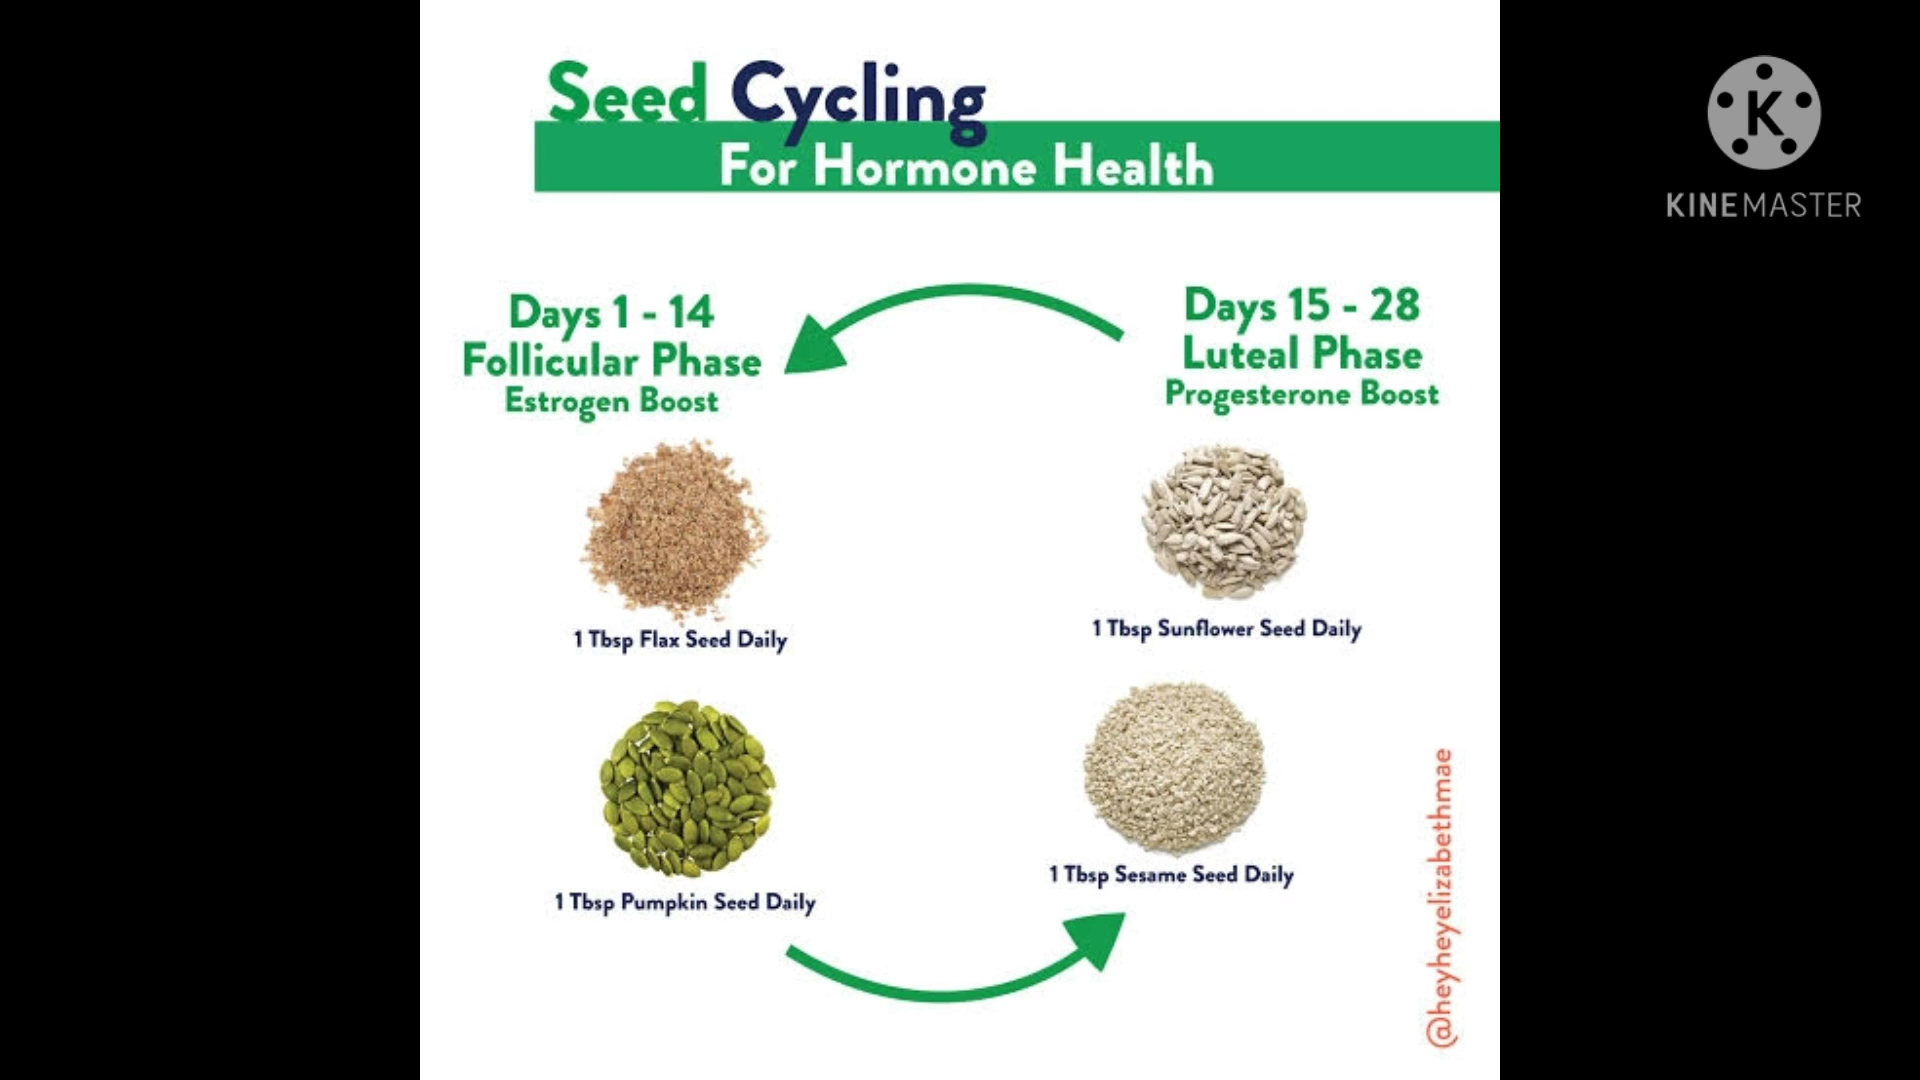 Seed Cycling
For Hormone Health
Days 1 - 14
Follicular Phase
Estrogen Boost
1 Tbsp Flax Seed Daily
1 Tbsp Pumpkin Seed Daily
Days 15 - 28
Luteal Phase
Progesterone Boost
1 Tbsp Sunflower Seed Daily
1 Tbsp Sesame Seed Daily
@heyheyelizabethmae
K
KINEMASTER